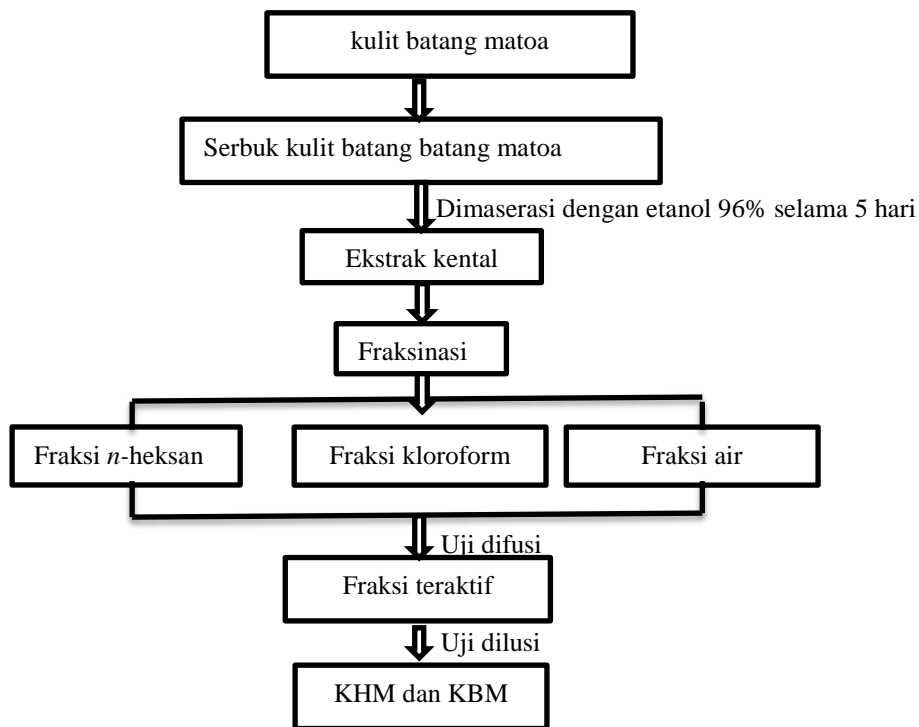 kulit batang matoa
Serbuk kulit batang batang matoa
Dimaserasi dengan etanol 96% selama 5 hari
Ekstrak kental
Fraksinasi
Fraksi n-heksan
Fraksi kloroform
Fraksi air
Uji difusi
Fraksi teraktif
Uji dilusi
KHM dan KBM